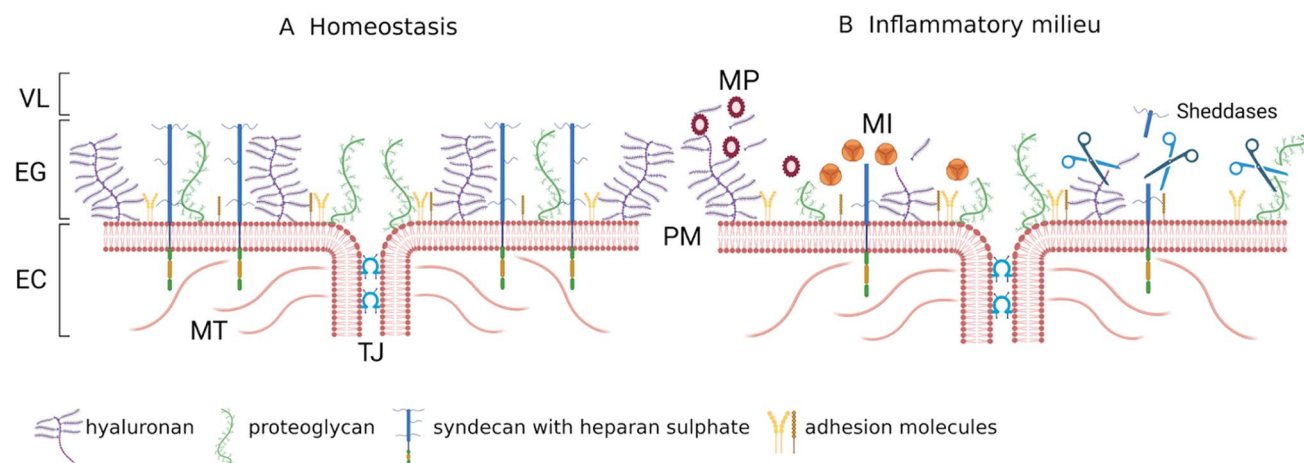 A Homeostasis
B Inflammatory milieu
VL
EG
EC
MT
TJ
MP
MI
Sheddases
PM
hyaluronan
proteoglycan
syndecan with heparan sulphate
adhesion molecules